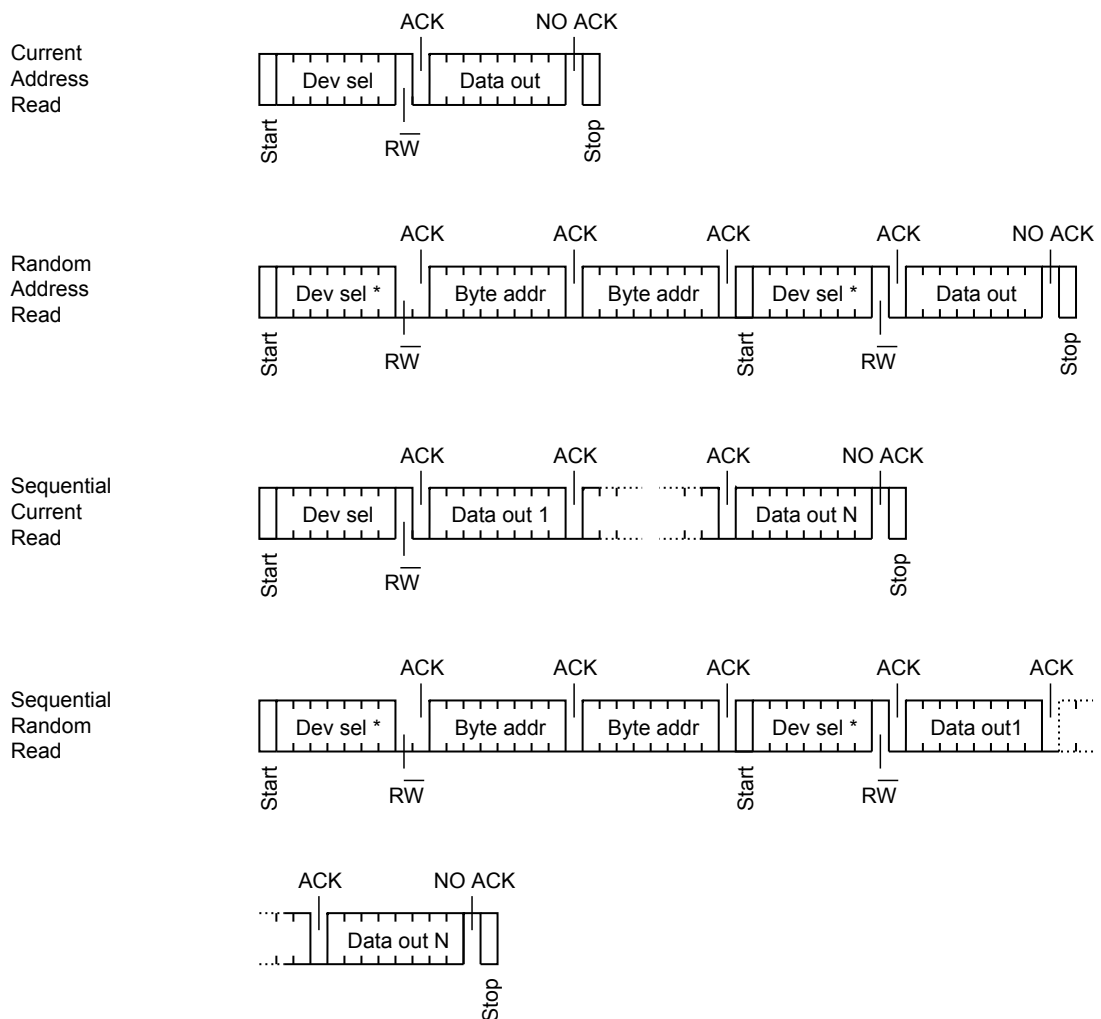 ACK NO ACK
Current
Address
Read
Dev sel Data out
Start
RW̅
Stop
ACK ACK ACK ACK NO ACK
Random
Address
Read
Dev sel * Byte addr Byte addr Dev sel * Data out
Start
RW̅
Start
RW̅
Stop
ACK ACK ACK NO ACK
Sequential
Current
Read
Dev sel Data out 1 Data out N
Start
RW̅
Stop
ACK ACK ACK ACK ACK
Sequential
Random
Read
Dev sel * Byte addr Byte addr Dev sel * Data out1
Start
RW̅
Start
RW̅
ACK NO ACK
Data out N
Stop